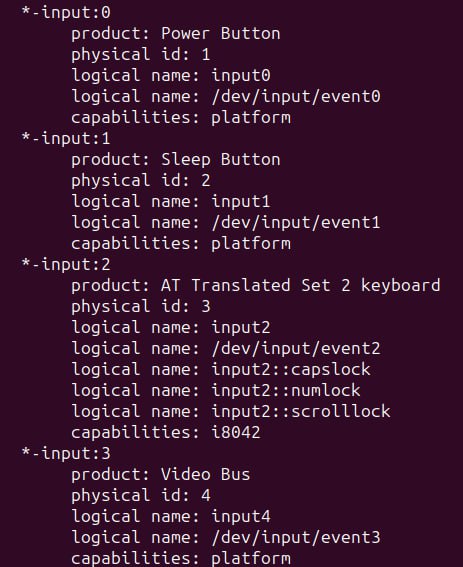 *-input:0
product: Power Button
physical id: 1
logical name: input0
logical name: /dev/input/event0
capabilities: platform
*-input:1
product: Sleep Button
physical id: 2
logical name: input1
logical name: /dev/input/event1
capabilities: platform
*-input:2
product: AT Translated Set 2 keyboard
physical id: 3
logical name: input2
logical name: /dev/input/event2
logical name: input2::capslock
logical name: input2::numlock
logical name: input2::scrolllock
capabilities: i8042
*-input:3
product: Video Bus
physical id: 4
logical name: input4
logical name: /dev/input/event3
capabilities: platform